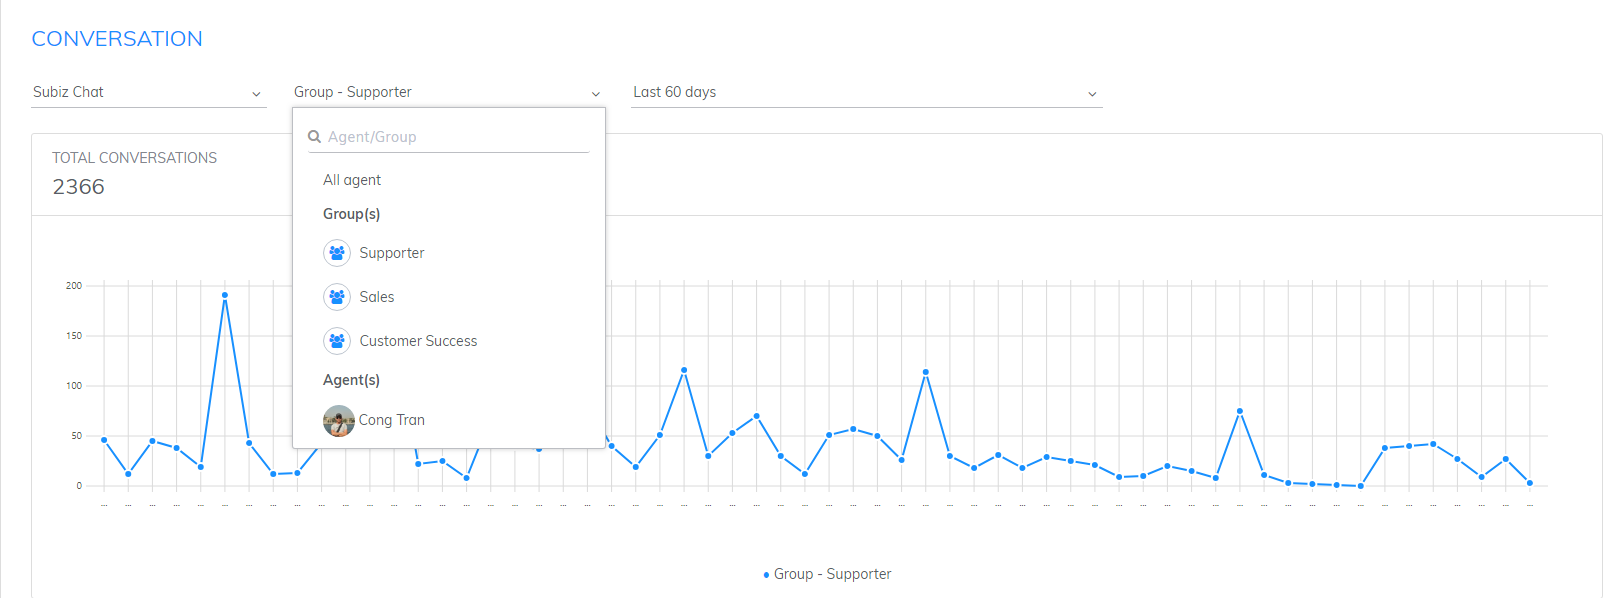 CONVERSATION
Subiz Chat
Group - Supporter
Last 60 days
Agent/Group
TOTAL CONVERSATIONS
2366
All agent
Group(s)
Supporter
Sales
Customer Success
Agent(s)
Cong Tran
200
150
100
50
0
... ... ... ... ... ... ... ... ... ... ... ... ... ... ... ... ... ... ... ... ... ... ... ... ... ... ... ... ... ... ... ... ... ... ... ... ... ... ... ... ... ... ... ... ... ... ... ... ... ... ... ... ... ... ... ... ... ... ... ...
Group - Supporter